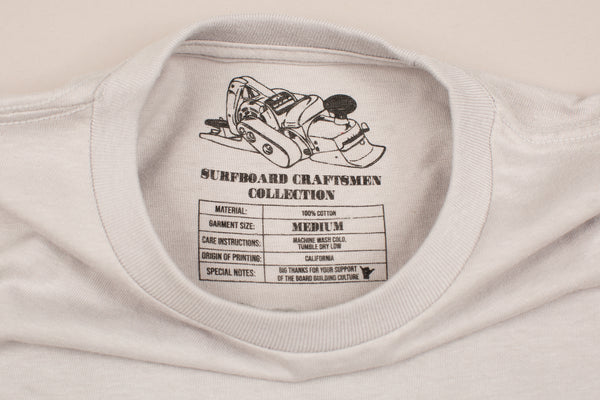 SURFBOARD CRAFTSMEN
COLLECTION
MATERIAL: 100% COTTON
GARMENT SIZE: MEDIUM
CARE INSTRUCTIONS: MACHINE WASH COLD,
TUMBLE DRY LOW
ORIGIN OF PRINTING: CALIFORNIA
SPECIAL NOTES: BIG THANKS FOR YOUR SUPPORT
OF THE BOARD BUILDING CULTURE